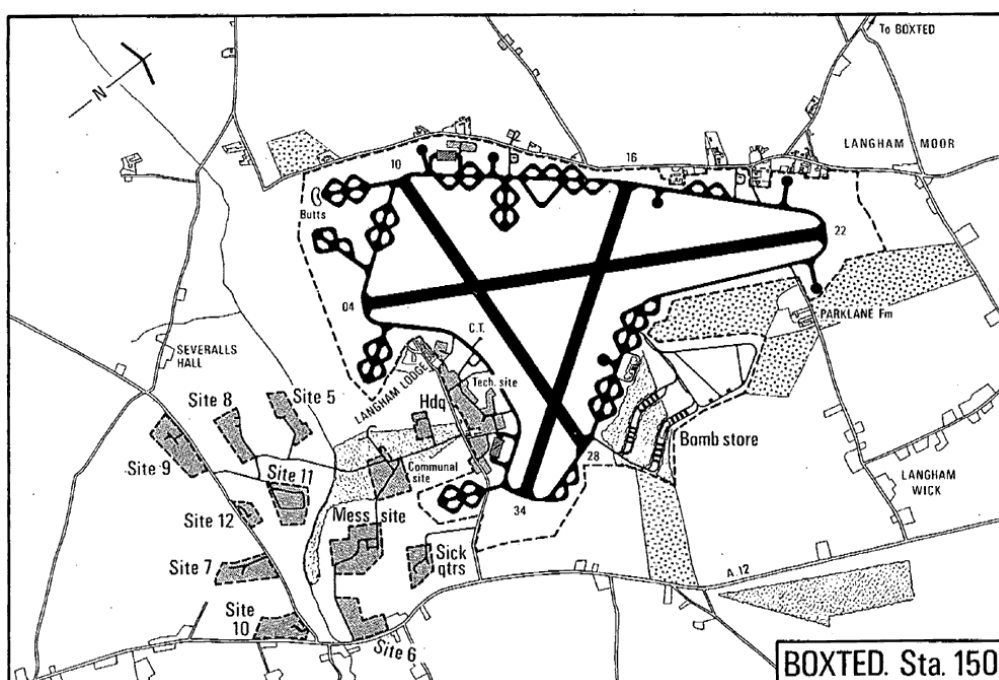 To BOXTED
N
LANGHAM MOOR
10
16
Butts
22
04
C.T.
PARKLANE Fm
SEVERALLS
HALL
LANGHAM LODGE
Tech. site
Site 8
Site 5
Hdq
Bomb store
Site 9
28
Communal
site
LANGHAM
WICK
Site 11
Site 12
34
Mess site
Sick
qtrs
Site 7
A.12
Site
10
Site 6
BOXTED. Sta. 150